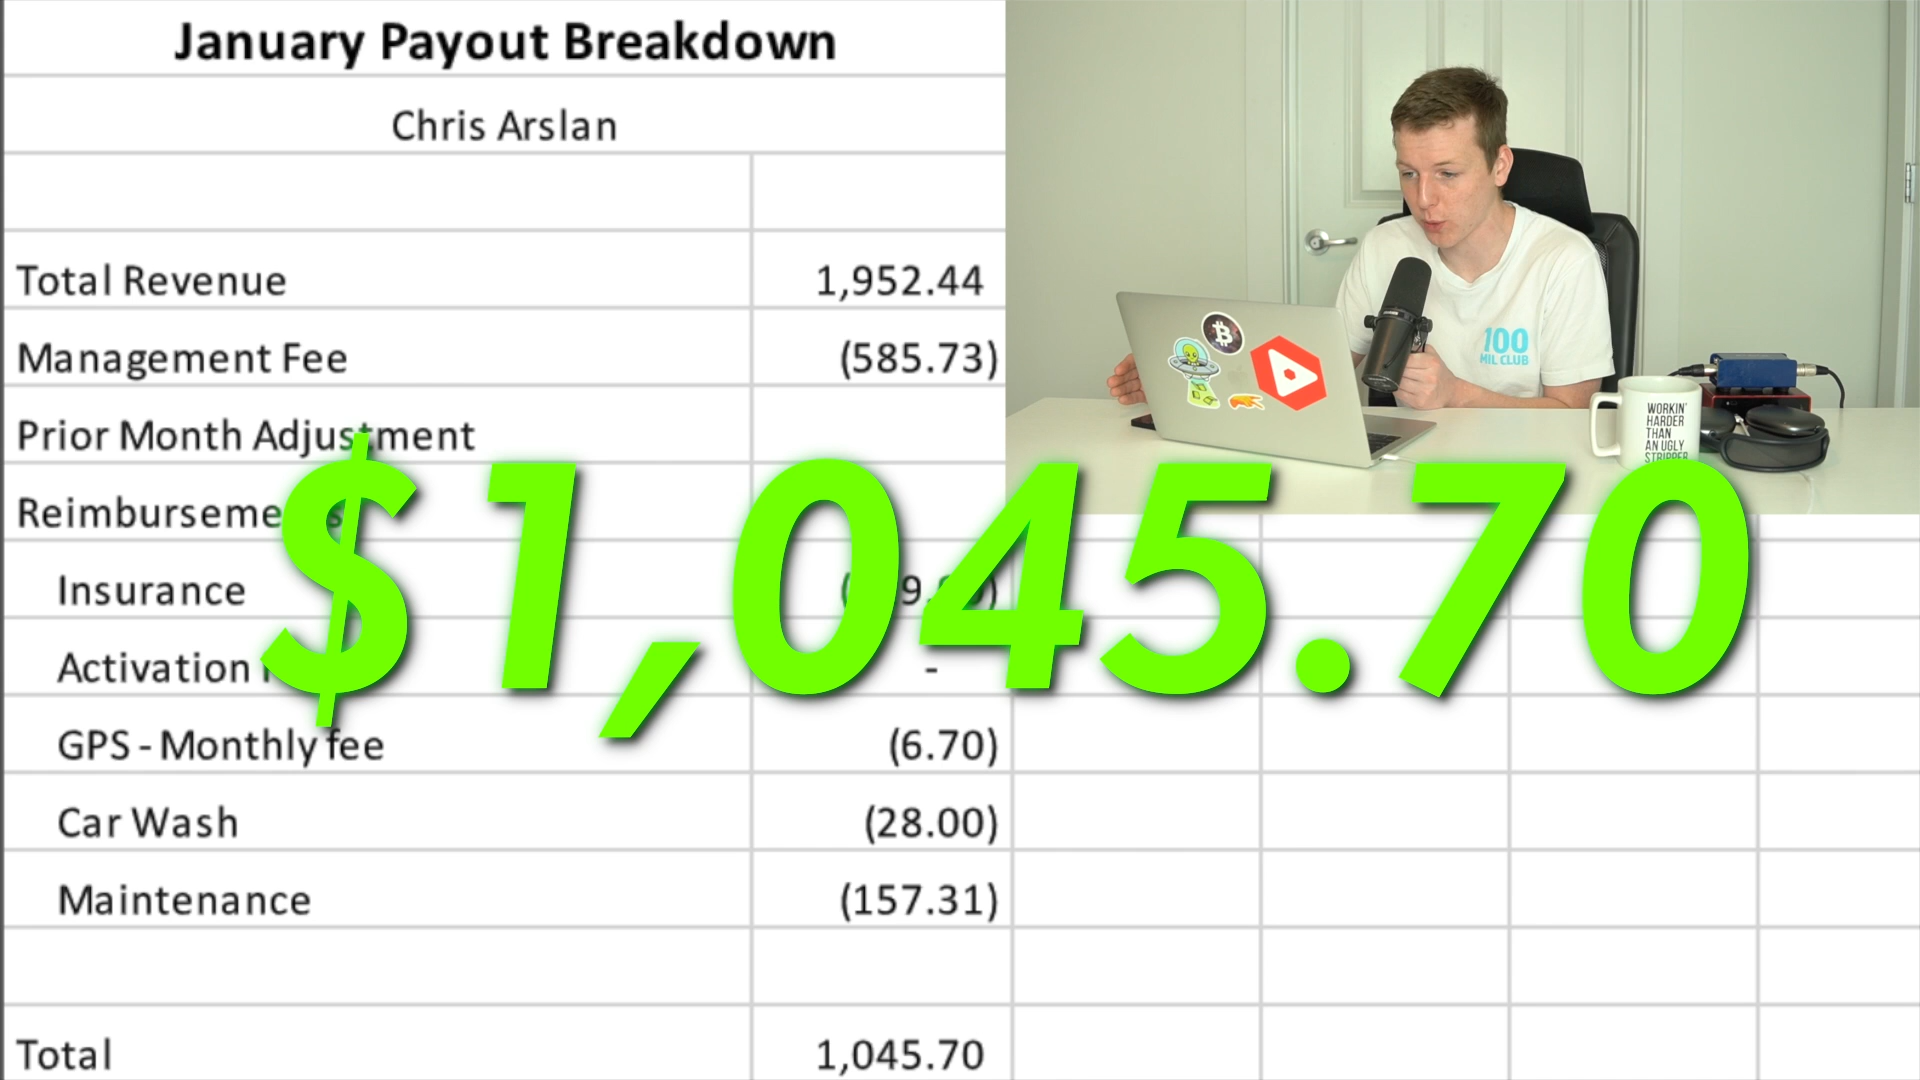 January Payout Breakdown
Chris Arslan
Total Revenue 1,952.44
Management Fee (585.73)
Prior Month Adjustment
Insurance
Activation -
GPS - Monthly fee (6.70)
Car Wash (28.00)
Maintenance (157.31)
Total 1,045.70
$1,045.70
100
MIL CLUB
WORKIN'
HARDER
THAN
AN UGLY
STRIPPER